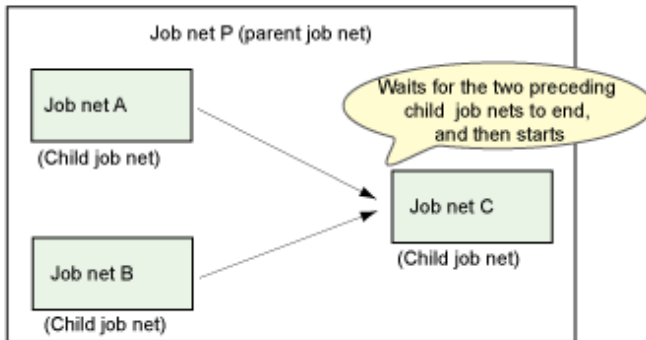 Job net P (parent job net)
Job net A
(Child job net)
Waits for the two preceding
child job nets to end,
and then starts
Job net C
(Child job net)
Job net B
(Child job net)